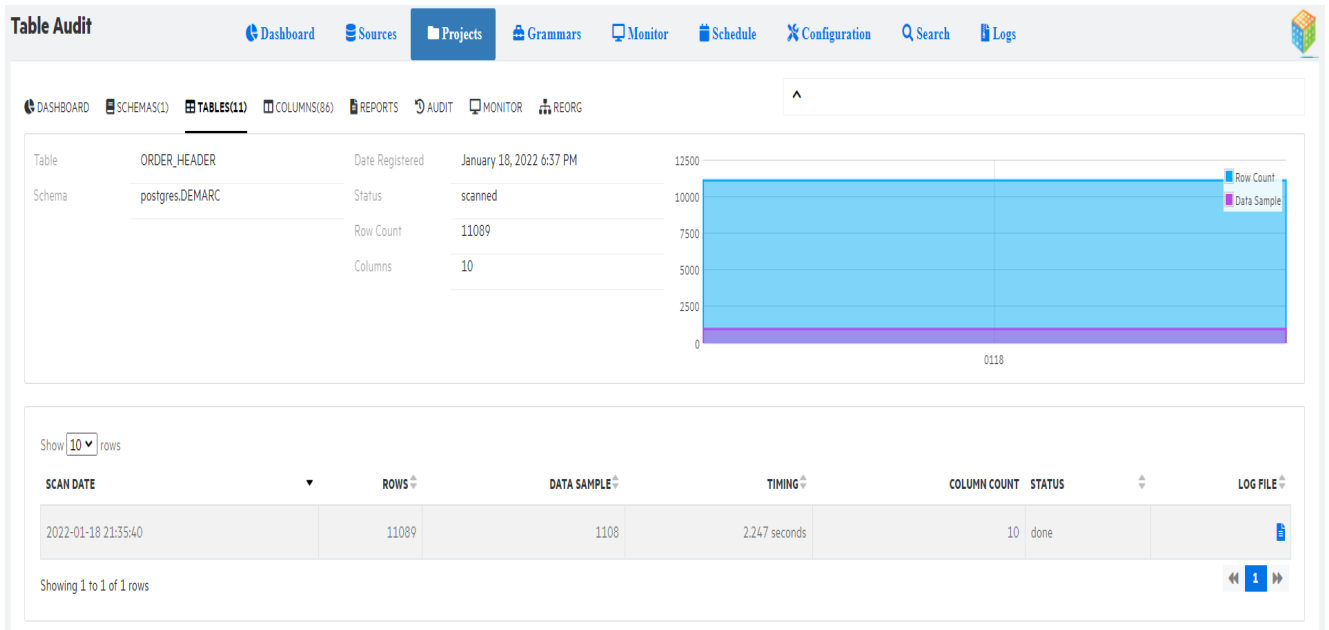 Table Audit
Dashboard Sources Projects Grammars Monitor Schedule Configuration Search Logs
DASHBOARD SCHEMAS(1) TABLES(11) COLUMNS(86) REPORTS AUDIT MONITOR REORG
Table ORDER_HEADER Date Registered January 18, 2022 6:37 PM
Schema postgres.DEMARC Status scanned
Row Count 11089
Columns 10
12500
10000
7500
5000
2500
0
0118
Row Count
Data Sample
Show 10 rows
SCAN DATE ROWS DATA SAMPLE TIMING COLUMN COUNT STATUS LOG FILE
2022-01-18 21:35:40 11089 1108 2.247 seconds 10 done
Showing 1 to 1 of 1 rows
1